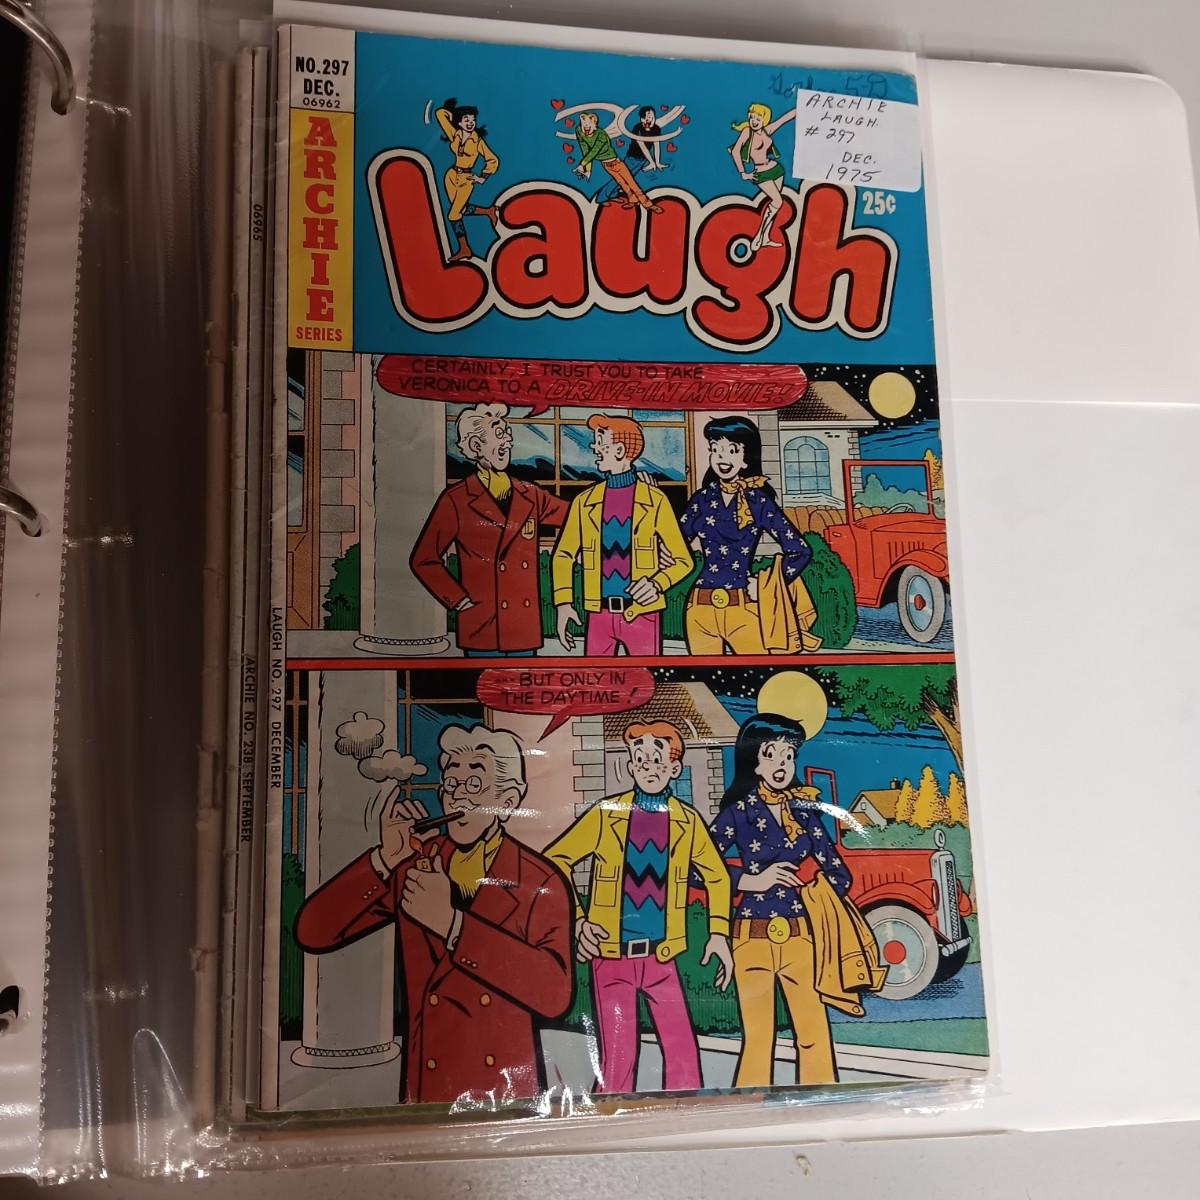 NO.297
DEC.
06962
ARCHIE
SERIES
ARCHIE
LAUGH.
# 297
DEC.
1975
Laugh
25¢
CERTAINLY, I TRUST YOU TO TAKE
VERONICA TO A DRIVE-IN MOVIE!
--- BUT ONLY IN
THE DAYTIME!
06965
LAUGH NO. 297 DECEMBER
ARCHIE NO. 238 SEPTEMBER